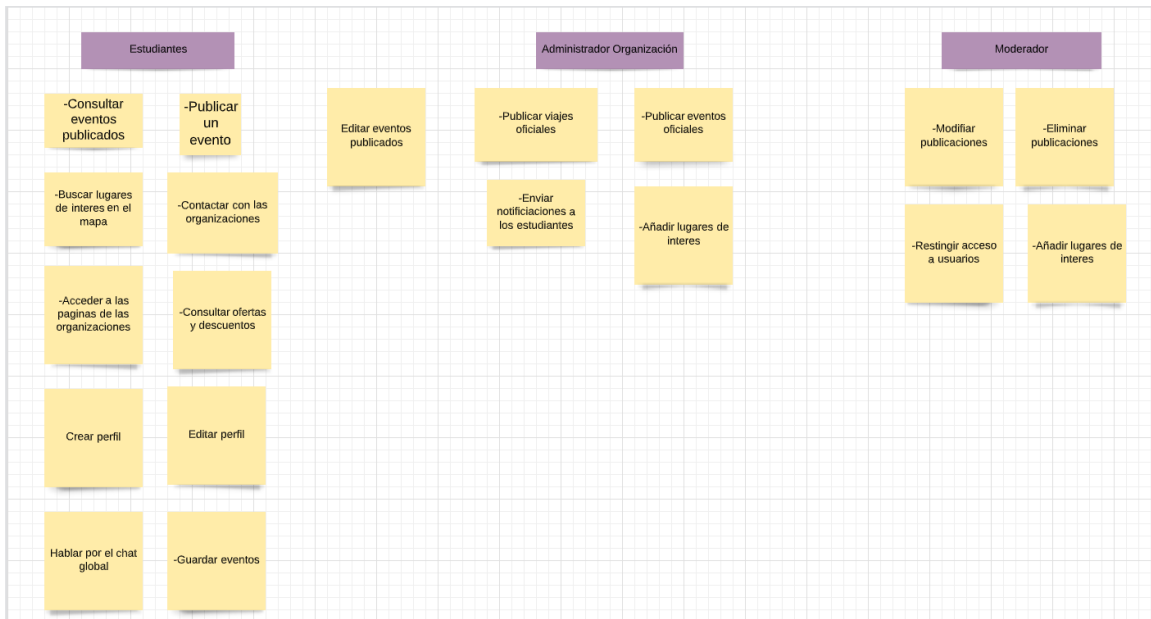 Estudiantes
Administrador Organización
Moderador
-Consultar
eventos
publicados
-Publicar
un
evento
-Buscar lugares
de interes en el
mapa
-Contactar con las
organizaciones
-Acceder a las
paginas de las
organizaciones
-Consultar ofertas
y descuentos
Crear perfil
Editar perfil
Hablar por el chat
global
-Guardar eventos
Editar eventos
publicados
-Publicar viajes
oficiales
-Publicar eventos
oficiales
-Enviar
notificiaciones a
los estudiantes
-Añadir lugares de
interes
-Modifiar
publicaciones
-Eliminar
publicaciones
-Restingir acceso
a usuarios
-Añadir lugares de
interes